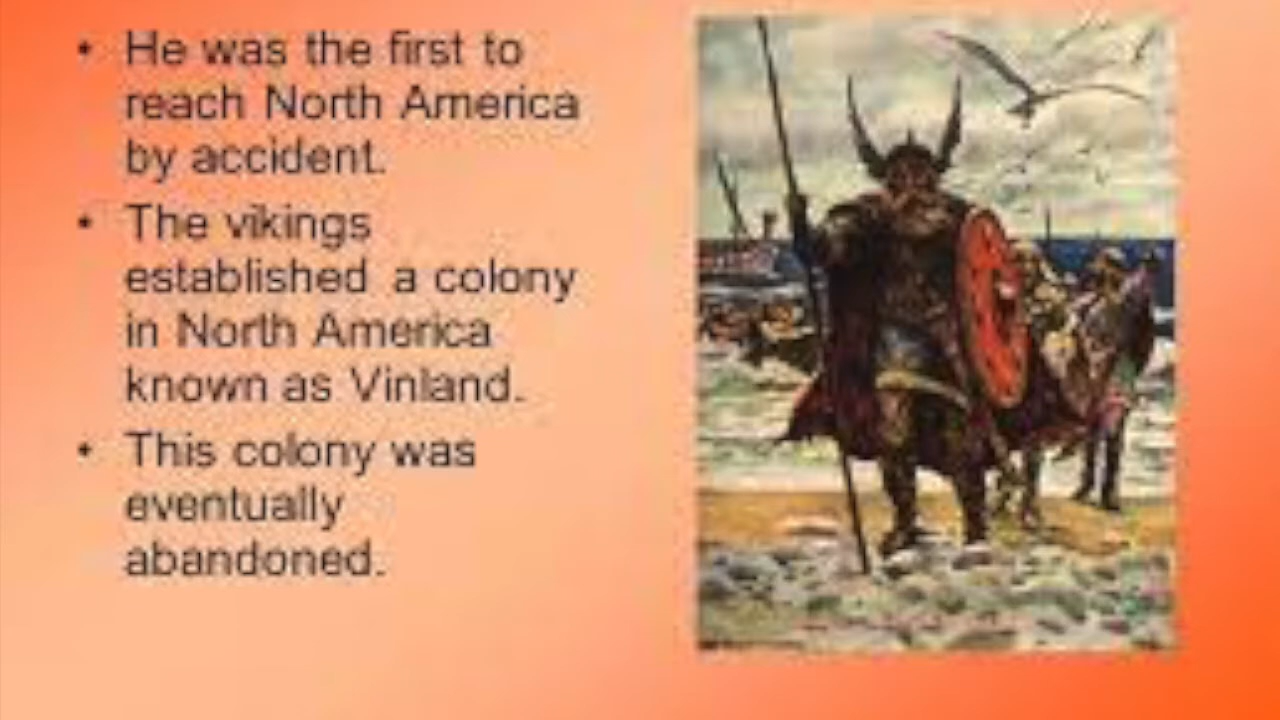 • He was the first to
reach North America
by accident.
• The vikings
established a colony
in North America
known as Vinland.
• This colony was
eventually
abandoned.